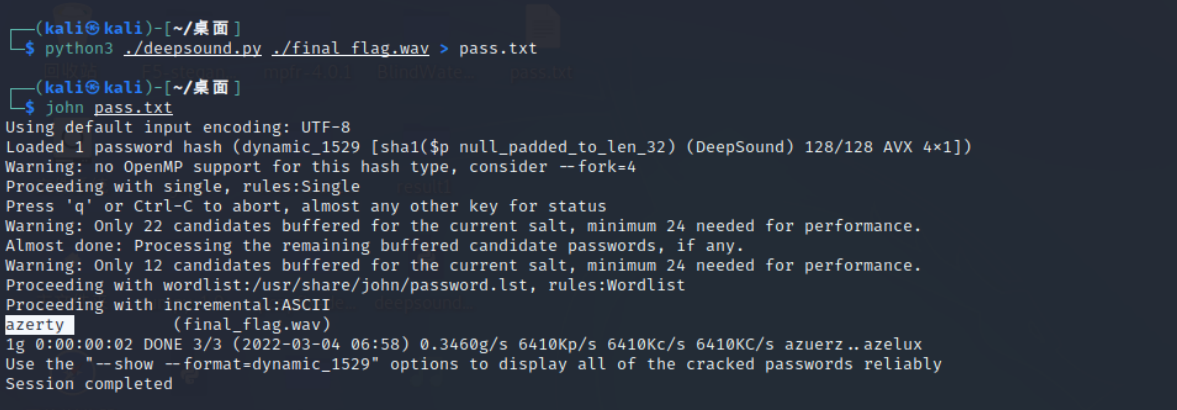 ┌──(kali㉿kali)-[~/桌面]
└─$ python3 ./deepsound.py ./final_flag.wav > pass.txt
┌──(kali㉿kali)-[~/桌面]
└─$ john pass.txt
Using default input encoding: UTF-8
Loaded 1 password hash (dynamic_1529 [sha1($p null_padded_to_len_32) (DeepSound) 128/128 AVX 4×1])
Warning: no OpenMP support for this hash type, consider --fork=4
Proceeding with single, rules:Single
Press 'q' or Ctrl-C to abort, almost any other key for status
Warning: Only 22 candidates buffered for the current salt, minimum 24 needed for performance.
Almost done: Processing the remaining buffered candidate passwords, if any.
Warning: Only 12 candidates buffered for the current salt, minimum 24 needed for performance.
Proceeding with wordlist:/usr/share/john/password.lst, rules:Wordlist
Proceeding with incremental:ASCII
azerty (final_flag.wav)
1g 0:00:00:02 DONE 3/3 (2022-03-04 06:58) 0.3460g/s 6410Kp/s 6410Kc/s 6410KC/s azuerz..azelux
Use the "--show --format=dynamic_1529" options to display all of the cracked passwords reliably
Session completed